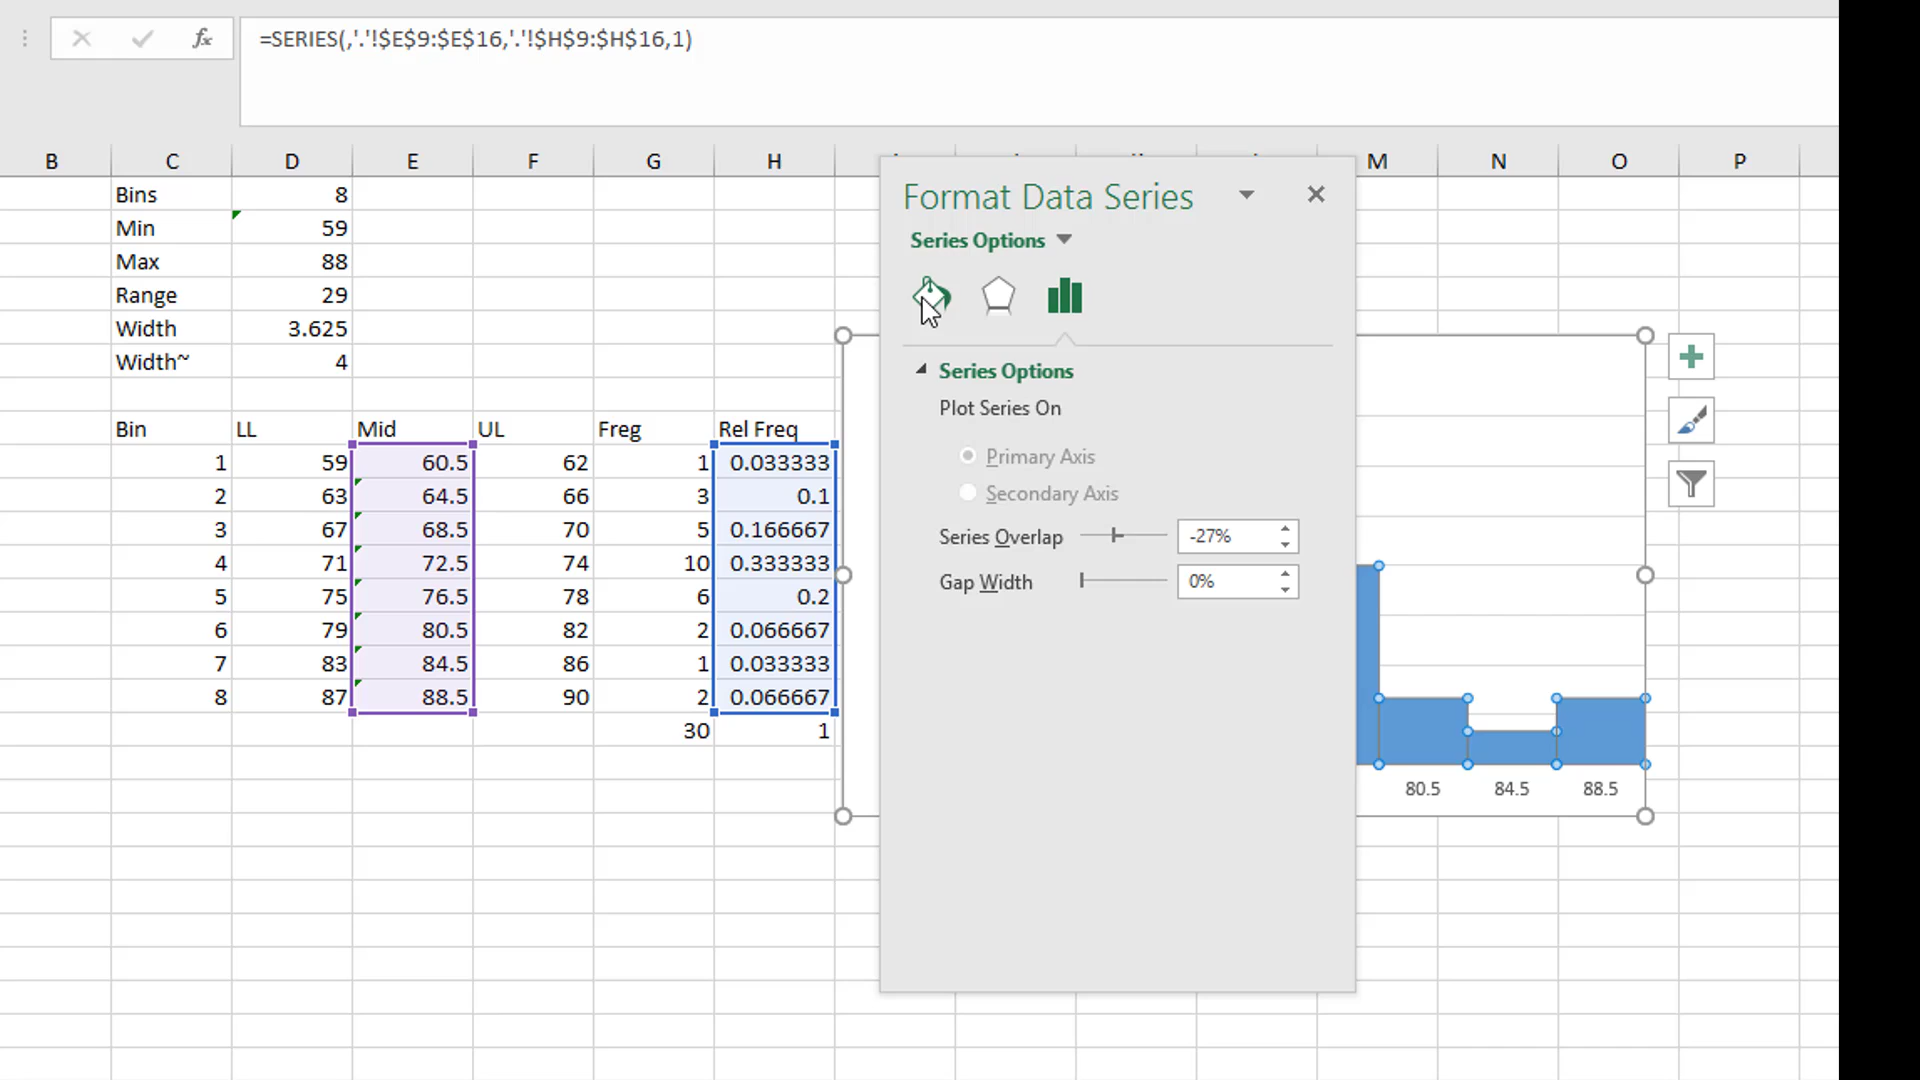 =SERIES(,'.'!$E$9:$E$16,'.'!$H$9:$H$16,1)
B C D E F G H M N O P
Bins 8
Min 59
Max 88
Range 29
Width 3.625
Width~ 4
Bin LL Mid UL Freg Rel Freq
1 59 60.5 62 1 0.033333
2 63 64.5 66 3 0.1
3 67 68.5 70 5 0.166667
4 71 72.5 74 10 0.333333
5 75 76.5 78 6 0.2
6 79 80.5 82 2 0.066667
7 83 84.5 86 1 0.033333
8 87 88.5 90 2 0.066667
30 1
Format Data Series
Series Options
Series Options
Plot Series On
Primary Axis
Secondary Axis
Series Overlap -27%
Gap Width 0%
80.5 84.5 88.5